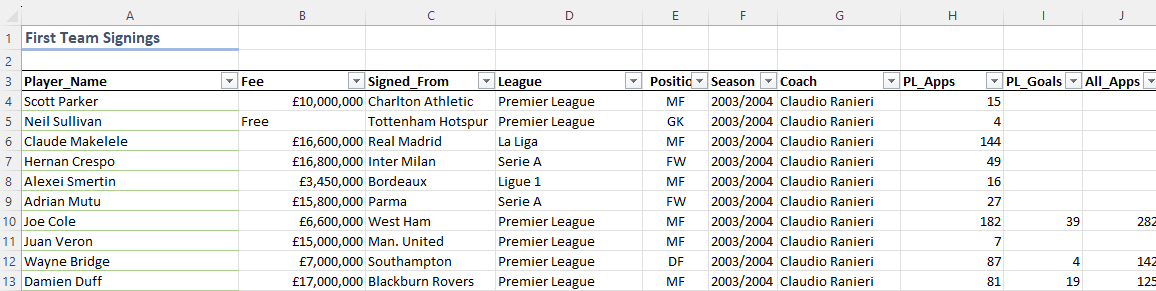 A B C D E F G H I J
1 First Team Signings
2
3 Player_Name Fee Signed_From League Positio Season Coach PL_Apps PL_Goals All_Apps
4 Scott Parker £10,000,000 Charlton Athletic Premier League MF 2003/2004 Claudio Ranieri 15
5 Neil Sullivan Free Tottenham Hotspur Premier League GK 2003/2004 Claudio Ranieri 4
6 Claude Makelele £16,600,000 Real Madrid La Liga MF 2003/2004 Claudio Ranieri 144
7 Hernan Crespo £16,800,000 Inter Milan Serie A FW 2003/2004 Claudio Ranieri 49
8 Alexei Smertin £3,450,000 Bordeaux Ligue 1 MF 2003/2004 Claudio Ranieri 16
9 Adrian Mutu £15,800,000 Parma Serie A FW 2003/2004 Claudio Ranieri 27
10 Joe Cole £6,600,000 West Ham Premier League MF 2003/2004 Claudio Ranieri 182 39 282
11 Juan Veron £15,000,000 Man. United Premier League MF 2003/2004 Claudio Ranieri 7
12 Wayne Bridge £7,000,000 Southampton Premier League DF 2003/2004 Claudio Ranieri 87 4 142
13 Damien Duff £17,000,000 Blackburn Rovers Premier League MF 2003/2004 Claudio Ranieri 81 19 125